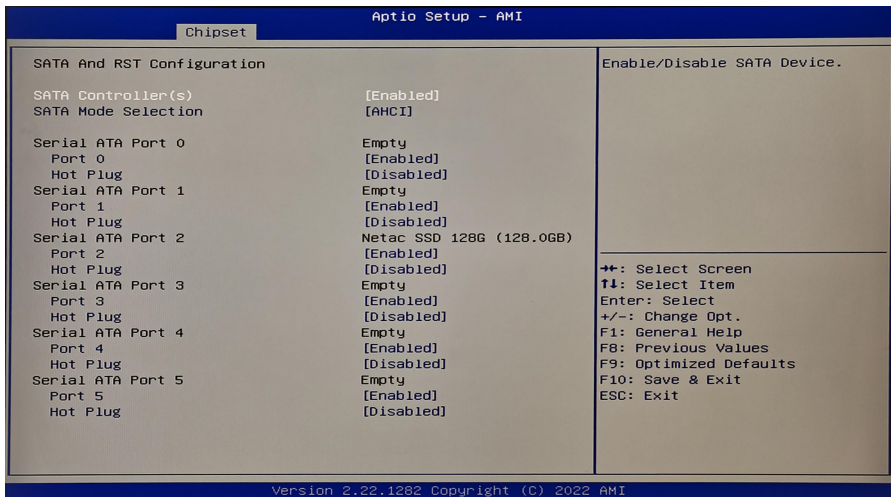 Aptio Setup – AMI
Chipset
SATA And RST Configuration
SATA Controller(s) [Enabled]
SATA Mode Selection [AHCI]
Serial ATA Port 0 Empty
Port 0 [Enabled]
Hot Plug [Disabled]
Serial ATA Port 1 Empty
Port 1 [Enabled]
Hot Plug [Disabled]
Serial ATA Port 2 Netac SSD 128G (128.0GB)
Port 2 [Enabled]
Hot Plug [Disabled]
Serial ATA Port 3 Empty
Port 3 [Enabled]
Hot Plug [Disabled]
Serial ATA Port 4 Empty
Port 4 [Enabled]
Hot Plug [Disabled]
Serial ATA Port 5 Empty
Port 5 [Enabled]
Hot Plug [Disabled]
Enable/Disable SATA Device.
→←: Select Screen
↑↓: Select Item
Enter: Select
+/-: Change Opt.
F1: General Help
F8: Previous Values
F9: Optimized Defaults
F10: Save & Exit
ESC: Exit
Version 2.22.1282 Copyright (C) 2022 AMI